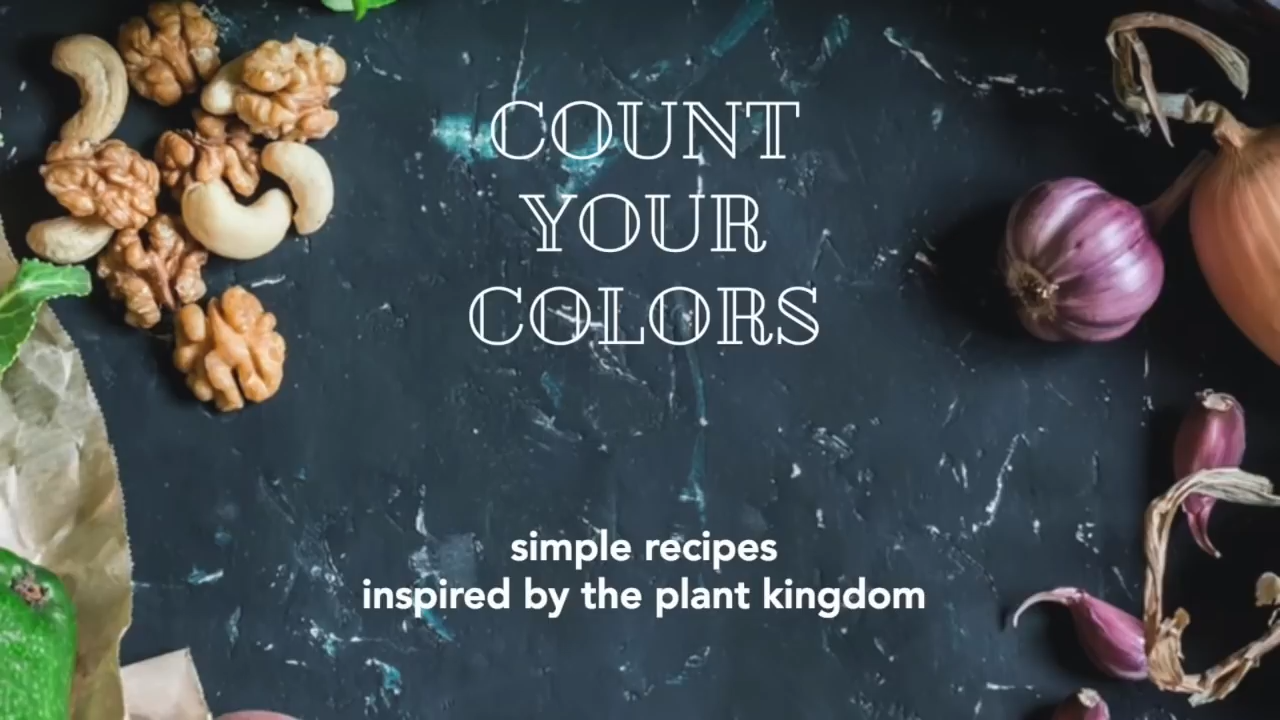 COUNT
YOUR
COLORS
simple recipes
inspired by the plant kingdom